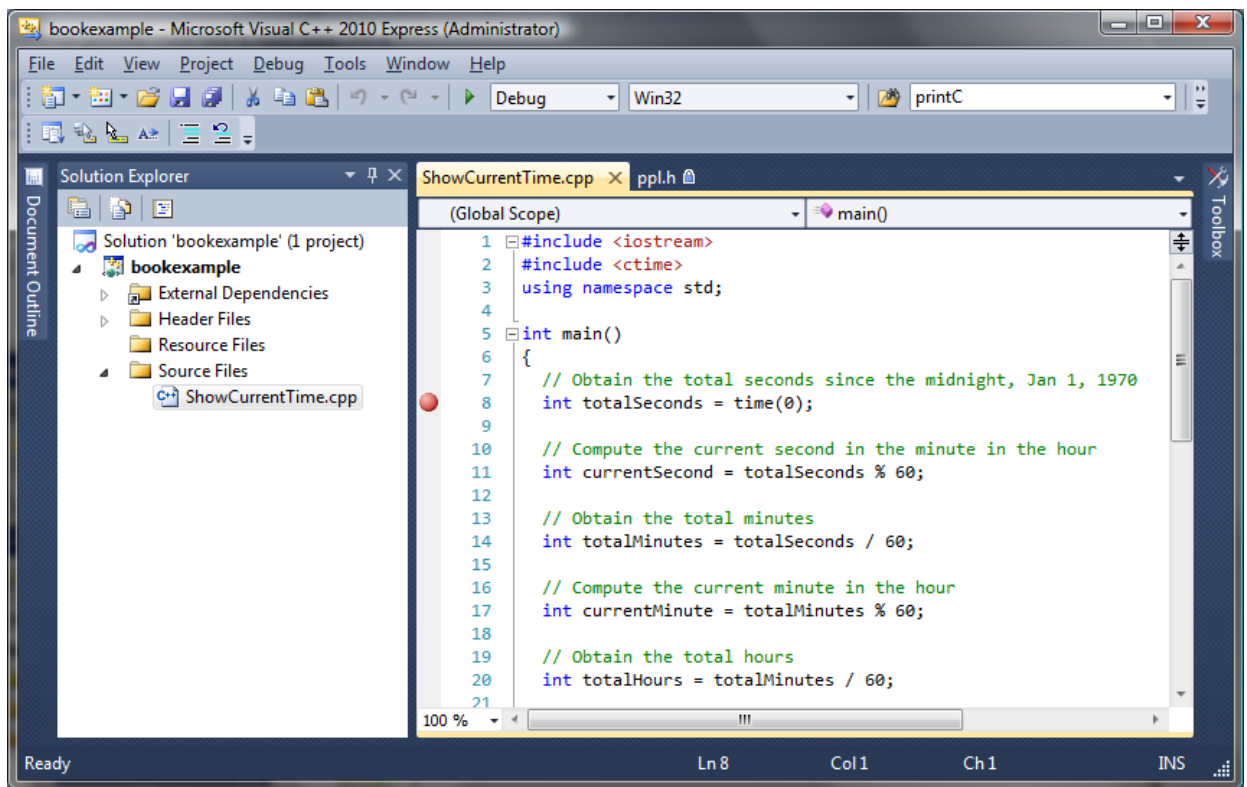 bookexample - Microsoft Visual C++ 2010 Express (Administrator)
File Edit View Project Debug Tools Window Help
Debug Win32 printC
Document Outline
Solution Explorer
Solution 'bookexample' (1 project)
bookexample
External Dependencies
Header Files
Resource Files
Source Files
ShowCurrentTime.cpp
ShowCurrentTime.cpp ppl.h
(Global Scope) main()
1 #include <iostream>
2 #include <ctime>
3 using namespace std;
4
5 int main()
6 {
7 // Obtain the total seconds since the midnight, Jan 1, 1970
8 int totalSeconds = time(0);
9
10 // Compute the current second in the minute in the hour
11 int currentSecond = totalSeconds % 60;
12
13 // Obtain the total minutes
14 int totalMinutes = totalSeconds / 60;
15
16 // Compute the current minute in the hour
17 int currentMinute = totalMinutes % 60;
18
19 // Obtain the total hours
20 int totalHours = totalMinutes / 60;
21
100 %
Toolbox
Ready Ln 8 Col 1 Ch 1 INS